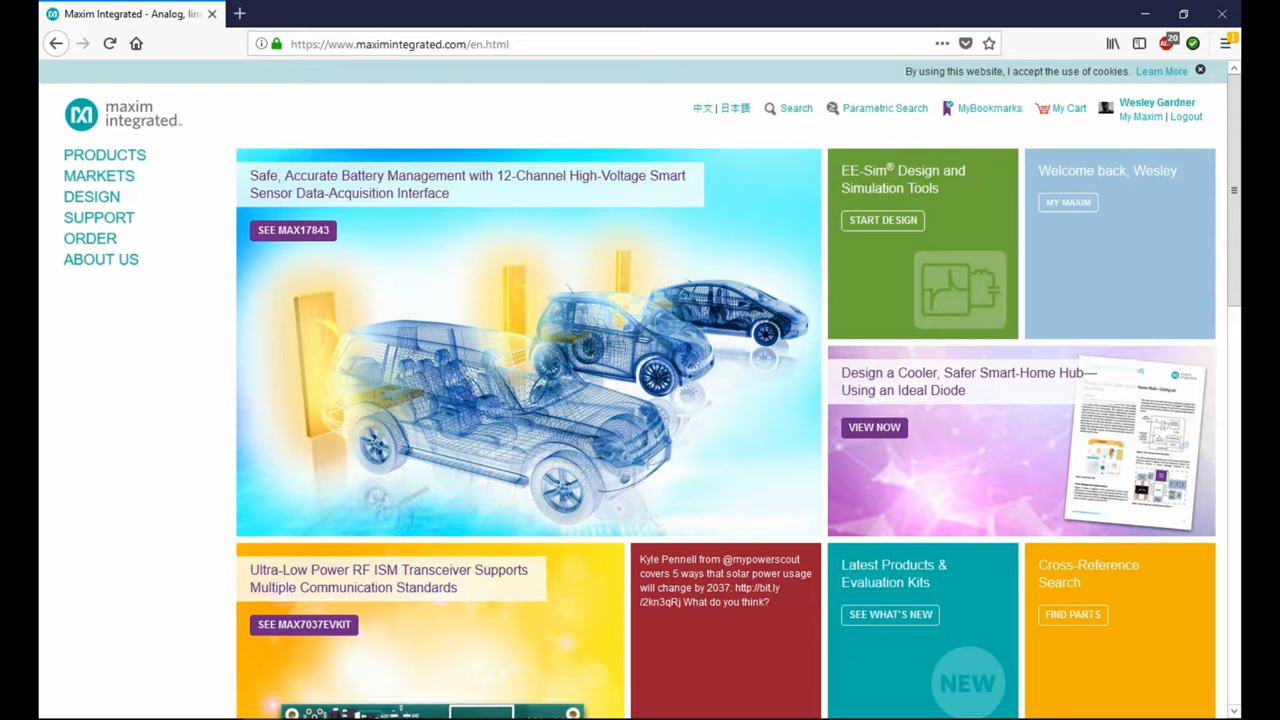 Maxim Integrated - Analog, lin
https://www.maximintegrated.com/en.html
20
By using this website, I accept the use of cookies. Learn More
maxim
integrated™
中文 | 日本語
Search
Parametric Search
MyBookmarks
My Cart
Wesley Gardner
My Maxim | Logout
PRODUCTS
MARKETS
DESIGN
SUPPORT
ORDER
ABOUT US
Safe, Accurate Battery Management with 12-Channel High-Voltage Smart
Sensor Data-Acquisition Interface
SEE MAX17843
EE-Sim® Design and
Simulation Tools
START DESIGN
Welcome back, Wesley
MY MAXIM
Design a Cooler, Safer Smart-Home Hub—
Using an Ideal Diode
VIEW NOW
maxim
integrated
Ultra-Low Power RF ISM Transceiver Supports
Multiple Communication Standards
SEE MAX7037EVKIT
Kyle Pennell from @mypowerscout
covers 5 ways that solar power usage
will change by 2037: http://bit.ly
/2kn3qRj What do you think?
Latest Products &
Evaluation Kits
SEE WHAT'S NEW
NEW
Cross-Reference
Search
FIND PARTS